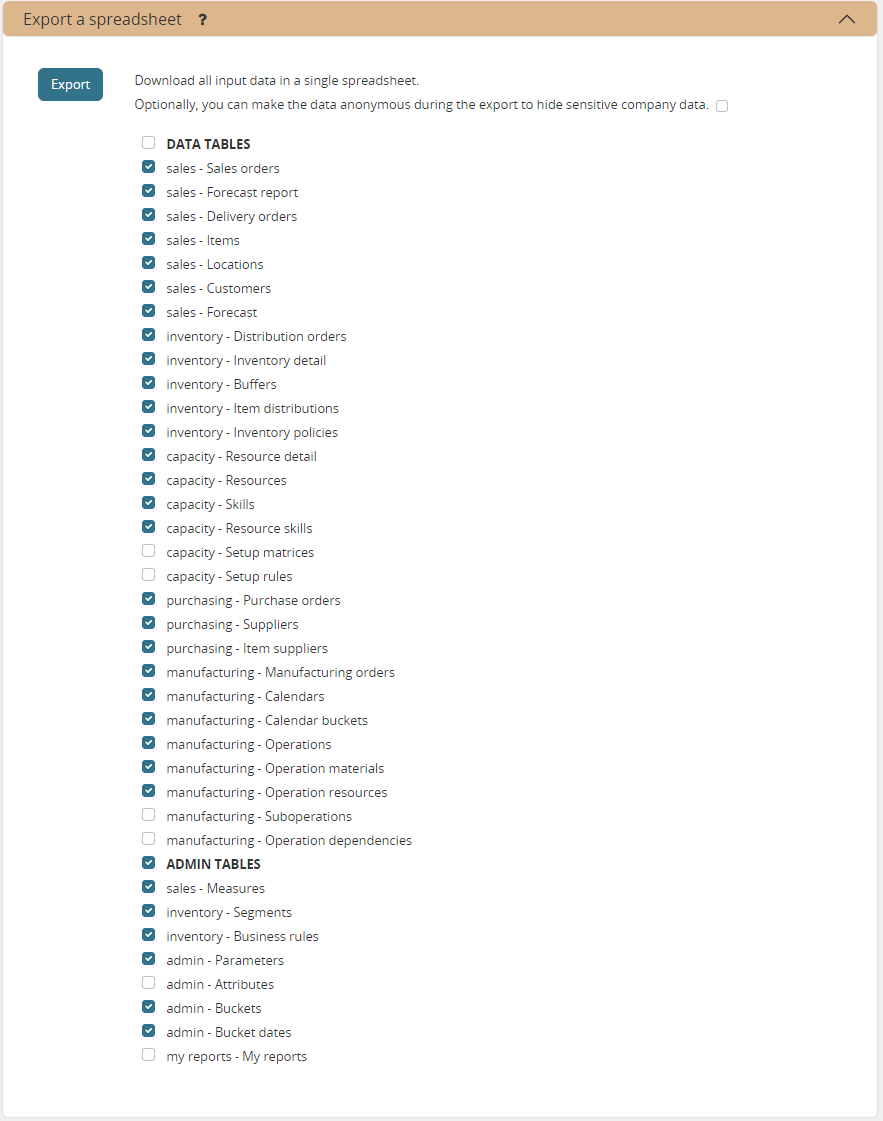 Export a spreadsheet ?
Export
Download all input data in a single spreadsheet.
Optionally, you can make the data anonymous during the export to hide sensitive company data.
DATA TABLES
sales - Sales orders
sales - Forecast report
sales - Delivery orders
sales - Items
sales - Locations
sales - Customers
sales - Forecast
inventory - Distribution orders
inventory - Inventory detail
inventory - Buffers
inventory - Item distributions
inventory - Inventory policies
capacity - Resource detail
capacity - Resources
capacity - Skills
capacity - Resource skills
capacity - Setup matrices
capacity - Setup rules
purchasing - Purchase orders
purchasing - Suppliers
purchasing - Item suppliers
manufacturing - Manufacturing orders
manufacturing - Calendars
manufacturing - Calendar buckets
manufacturing - Operations
manufacturing - Operation materials
manufacturing - Operation resources
manufacturing - Suboperations
manufacturing - Operation dependencies
ADMIN TABLES
sales - Measures
inventory - Segments
inventory - Business rules
admin - Parameters
admin - Attributes
admin - Buckets
admin - Bucket dates
my reports - My reports